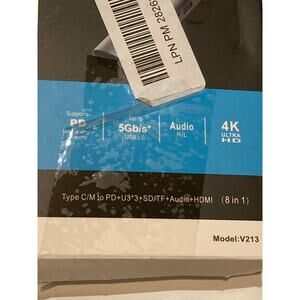 LPN PM 2826
Supports
PD
Up to
5Gb/s*
USB3.0
Audio
R/L
4K
ULTRA
HD
Type C/M to PD+U3*3+SD/TF+Audio+HDMI (8 in 1)
Model:V213